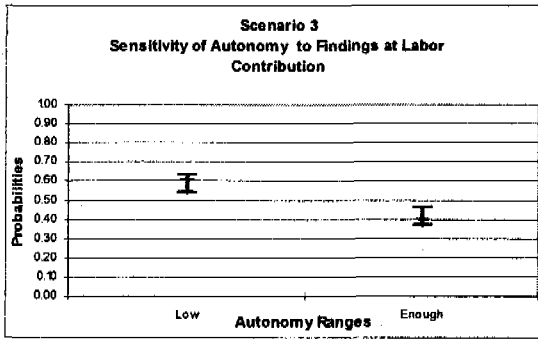 Scenario 3
Sensitivity of Autonomy to Findings at Labor
Contribution
1.00
0.90
0.80
0.70
0.60
0.50
0.40
0.30
0.20
0.10
0.00
Probabilities
Low
Enough
Autonomy Ranges